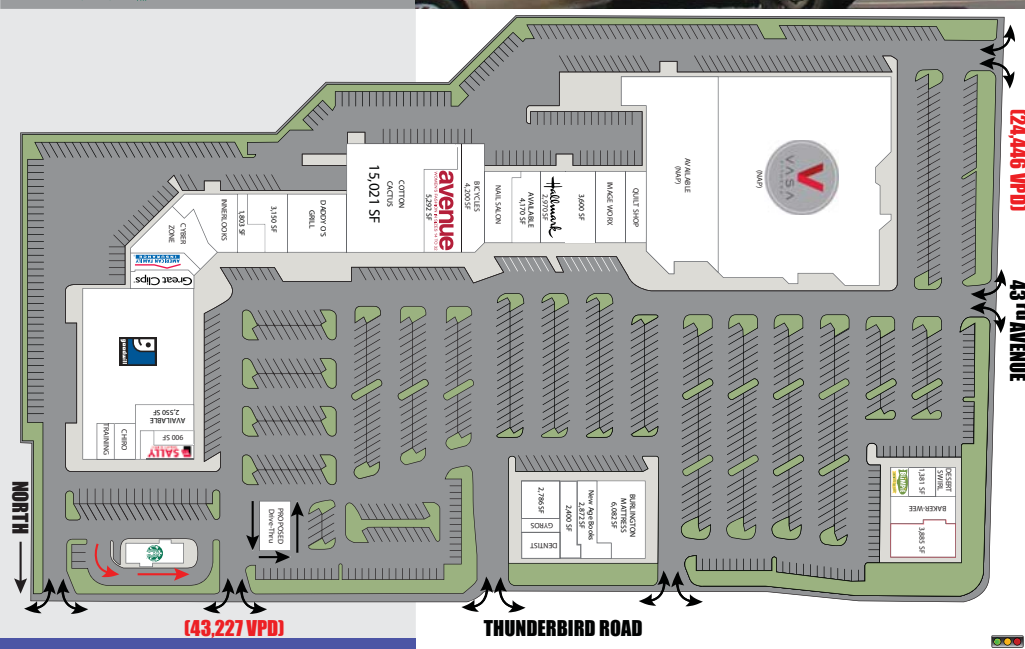 (24,446 VPD)
43rd AVENUE
VASA
(NAP)
AVAILABLE
(NAP)
QUILT SHOP
IMAGE WORX
3,600 SF
Hallmark
2,970 SF
AVAILABLE
4,170 SF
NAIL SALON
BICYCLES
4,200 SF
avenue
5,292 SF
COTTON
CACTUS
15,021 SF
DADDY O'S
GRILL
3,150 SF
1,803 SF
INNERLOOKS
CYBER
ZONE
AMERICAN FAMILY
INSURANCE
Great Clips
goodwill
AVAILABLE
2,550 SF
900 SF
SALLY
CHIRO
TRAINING
PROPOSED
Drive-Thru
BURLINGTON
MATTRESS
6,082 SF
New Age Books
2,872 SF
2,400 SF
2,786 SF
GYROS
DENTIST
DESERT
SWIRL
1,381 SF
BAKER-WEE
3,885 SF
NORTH
(43,227 VPD)
THUNDERBIRD ROAD